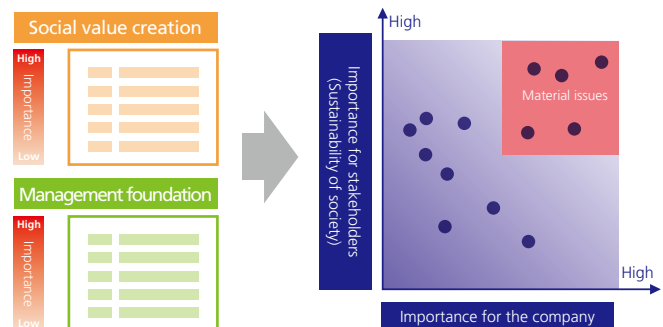 Social value creation
High
Importance
Low
Management foundation
High
Importance
Low
High
Importance for stakeholders
(Sustainability of society)
Material issues
High
Importance for the company